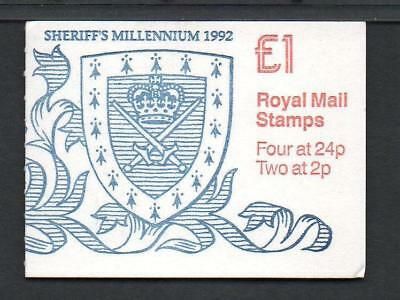 SHERIFF'S MILLENNIUM 1992
£1
Royal Mail
Stamps
Four at 24p
Two at 2p